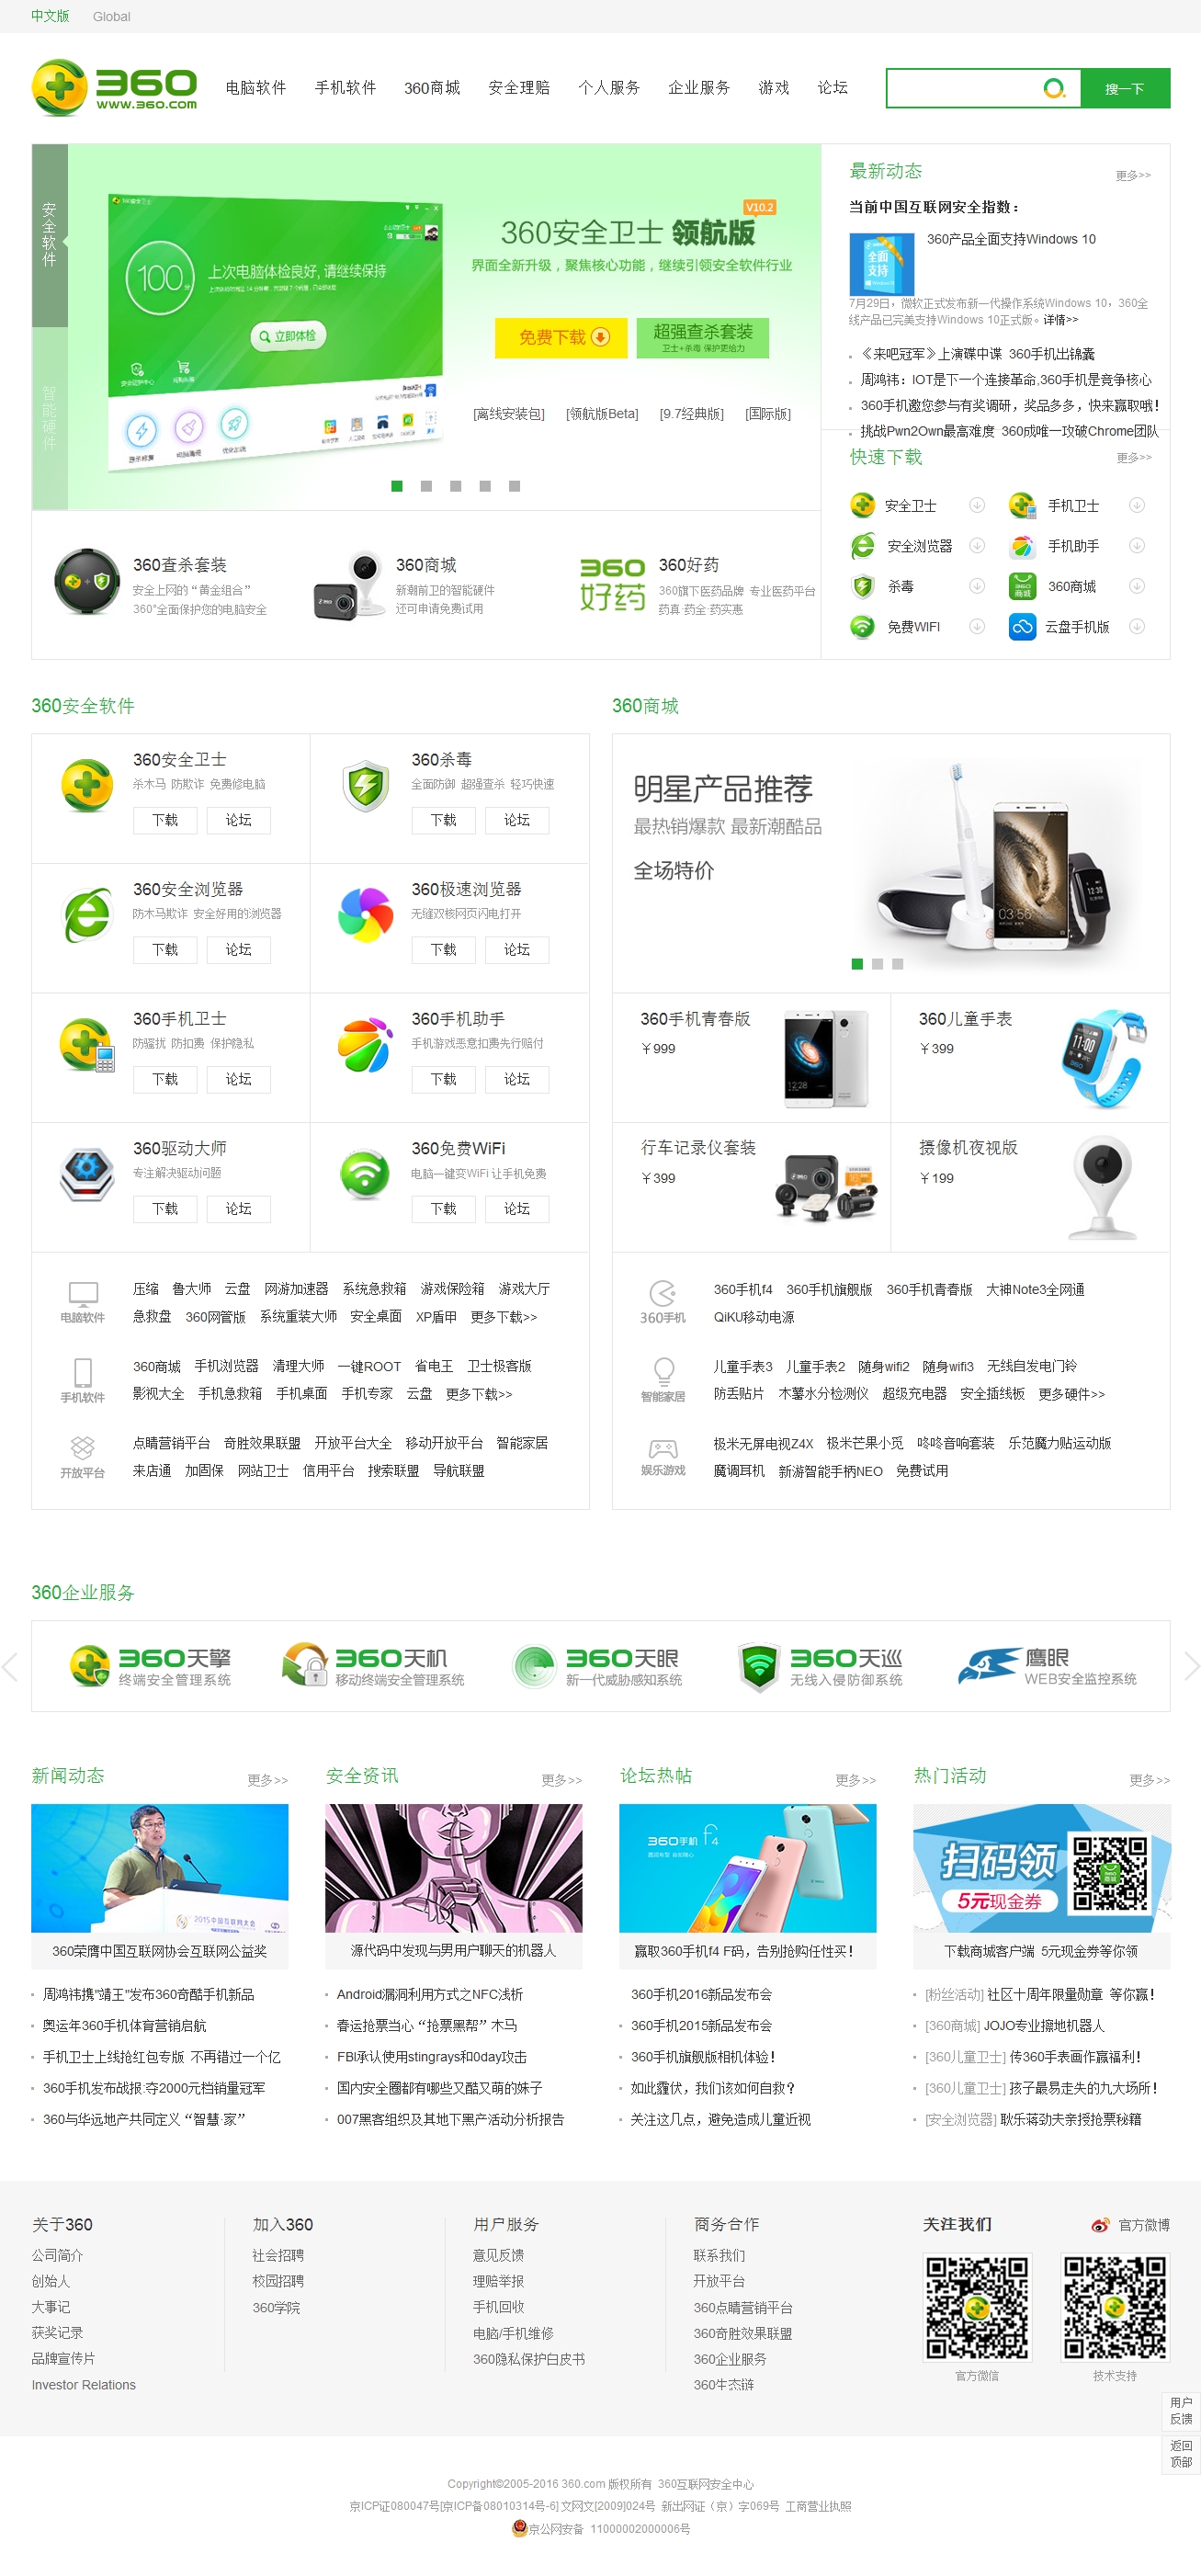 中文版 Global
360
www.360.com
电脑软件 手机软件 360商城 安全理赔 个人服务 企业服务 游戏 论坛
搜一下
安全软件
智能硬件
100分
上次电脑体检良好, 请继续保持
立即体检
V10.2
360安全卫士 领航版
界面全新升级，聚焦核心功能，继续引领安全软件行业
免费下载
超强查杀套装
卫士+杀毒 保护更给力
[离线安装包] [领航版Beta] [9.7经典版] [国际版]
最新动态 更多>>
当前中国互联网安全指数：
全面支持
360产品全面支持Windows 10
7月29日，微软正式发布新一代操作系统Windows 10，360全
线产品已完美支持Windows 10正式版。详情>>
《来吧冠军》上演碟中谍 360手机出锦囊
周鸿祎：IOT是下一个连接革命,360手机是竞争核心
360手机邀您参与有奖调研，奖品多多，快来赢取哦！
挑战Pwn2Own最高难度 360成唯一攻破Chrome团队
快速下载 更多>>
安全卫士 手机卫士
安全浏览器 手机助手
杀毒 360商城
免费WIFI 云盘手机版
360查杀套装
安全上网的“黄金组合”
360°全面保护您的电脑安全
360商城
新潮前卫的智能硬件
还可申请免费试用
360好药
360好药
360旗下医药品牌 专业医药平台
药真·药全·药实惠
360安全软件
360安全卫士
杀木马 防欺诈 免费修电脑
下载 论坛
360杀毒
全面防御 超强查杀 轻巧快速
下载 论坛
360安全浏览器
防木马欺诈 安全好用的浏览器
下载 论坛
360极速浏览器
无缝双核网页闪电打开
下载 论坛
360手机卫士
防骚扰 防扣费 保护隐私
下载 论坛
360手机助手
手机游戏恶意扣费先行赔付
下载 论坛
360驱动大师
专注解决驱动问题
下载 论坛
360免费WiFi
电脑一键变WiFi 让手机免费
下载 论坛
电脑软件
压缩 鲁大师 云盘 网游加速器 系统急救箱 游戏保险箱 游戏大厅
急救盘 360网管版 系统重装大师 安全桌面 XP盾甲 更多下载>>
手机软件
360商城 手机浏览器 清理大师 一键ROOT 省电王 卫士极客版
影视大全 手机急救箱 手机桌面 手机专家 云盘 更多下载>>
开放平台
点睛营销平台 奇胜效果联盟 开放平台大全 移动开放平台 智能家居
来店通 加固保 网站卫士 信用平台 搜索联盟 导航联盟
360商城
明星产品推荐
最热销爆款 最新潮酷品
全场特价
360手机青春版
￥999
360儿童手表
￥399
行车记录仪套装
￥399
摄像机夜视版
￥199
360手机
360手机f4 360手机旗舰版 360手机青春版 大神Note3全网通
QiKU移动电源
智能家居
儿童手表3 儿童手表2 随身wifi2 随身wifi3 无线自发电门铃
防丢贴片 木薯水分检测仪 超级充电器 安全插线板 更多硬件>>
娱乐游戏
极米无屏电视Z4X 极米芒果小觅 咚咚音响套装 乐范魔力贴运动版
魔调耳机 新游智能手柄NEO 免费试用
360企业服务
360天擎
终端安全管理系统
360天机
移动终端安全管理系统
360天眼
新一代威胁感知系统
360天巡
无线入侵防御系统
鹰眼
WEB安全监控系统
新闻动态 更多>>
2015中国互联网大会
360荣膺中国互联网协会互联网公益奖
周鸿祎携"靖王"发布360奇酷手机新品
奥运年360手机体育营销启航
手机卫士上线抢红包专版 不再错过一个亿
360手机发布战报:夺2000元档销量冠军
360与华远地产共同定义“智慧·家”
安全资讯 更多>>
源代码中发现与男用户聊天的机器人
Android漏洞利用方式之NFC浅析
春运抢票当心“抢票黑帮”木马
FBI承认使用stingrays和0day攻击
国内安全圈都有哪些又酷又萌的妹子
007黑客组织及其地下黑产活动分析报告
论坛热帖 更多>>
360手机 f4
赢取360手机f4 F码，告别抢购任性买！
360手机2016新品发布会
360手机2015新品发布会
360手机旗舰版相机体验！
如此霾伏，我们该如何自救？
关注这几点，避免造成儿童近视
热门活动 更多>>
扫码领
5元现金券
下载商城客户端 5元现金券等你领
[粉丝活动] 社区十周年限量勋章 等你赢！
[360商城] JOJO专业擦地机器人
[360儿童卫士] 传360手表画作赢福利！
[360儿童卫士] 孩子最易走失的九大场所！
[安全浏览器] 耿乐蒋劲夫亲授抢票秘籍
关于360
公司简介
创始人
大事记
获奖记录
品牌宣传片
Investor Relations
加入360
社会招聘
校园招聘
360学院
用户服务
意见反馈
理赔举报
手机回收
电脑/手机维修
360隐私保护白皮书
商务合作
联系我们
开放平台
360点睛营销平台
360奇胜效果联盟
360企业服务
360生态链
关注我们 官方微博
官方微信 技术支持
用户反馈
返回顶部
Copyright©2005-2016 360.com 版权所有 360互联网安全中心
京ICP证080047号[京ICP备08010314号-6] 文网文[2009]024号 新出网证（京）字069号 工商营业执照
京公网安备 11000002000006号